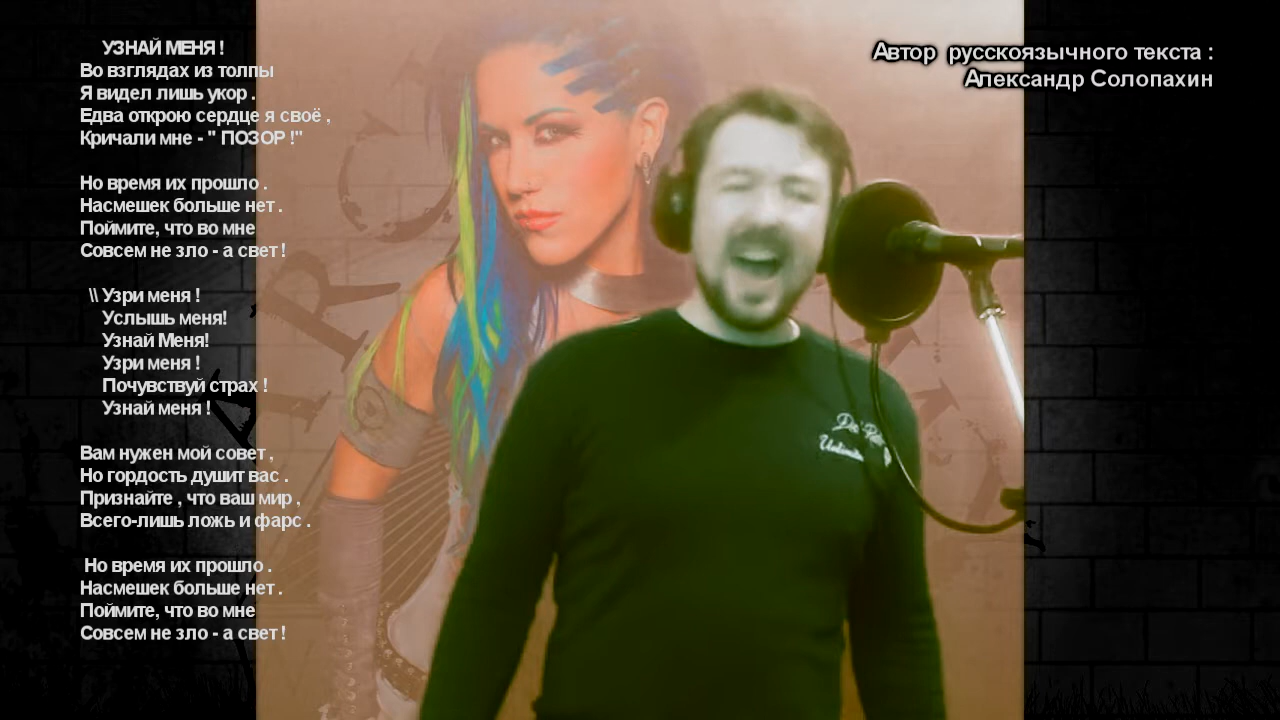 УЗНАЙ МЕНЯ !
Во взглядах из толпы
Я видел лишь укор .
Едва открою сердце я своё ,
Кричали мне - " ПОЗОР !"
Но время их прошло .
Насмешек больше нет .
Поймите, что во мне
Совсем не зло - а свет !
\\ Узри меня !
Услышь меня!
Узнай Меня!
Узри меня !
Почувствуй страх !
Узнай меня !
Вам нужен мой совет ,
Но гордость душит вас .
Признайте , что ваш мир ,
Всего-лишь ложь и фарс .
Но время их прошло .
Насмешек больше нет .
Поймите, что во мне
Совсем не зло - а свет !
Автор русскоязычного текста :
Александр Солопахин